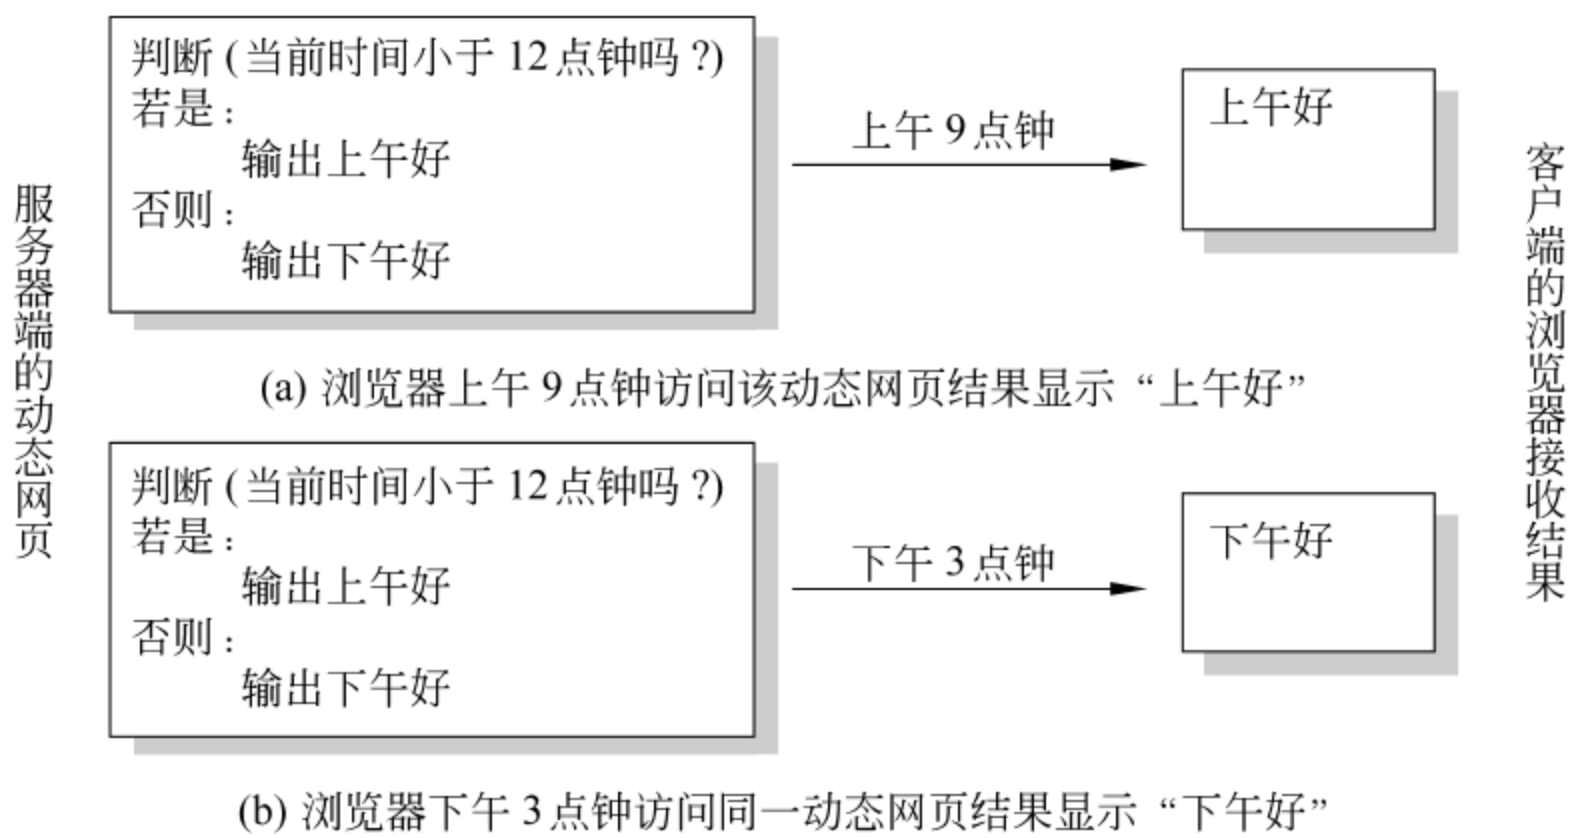 服务器端的动态网页
判断 (当前时间小于 12点钟吗 ?)
若是：
输出上午好
否则：
输出下午好
上午 9点钟
上午好
(a) 浏览器上午 9点钟访问该动态网页结果显示 “上午好”
判断 (当前时间小于 12点钟吗 ?)
若是：
输出上午好
否则：
输出下午好
下午 3点钟
下午好
(b) 浏览器下午 3点钟访问同一动态网页结果显示 “下午好”
客户端的浏览器接收结果